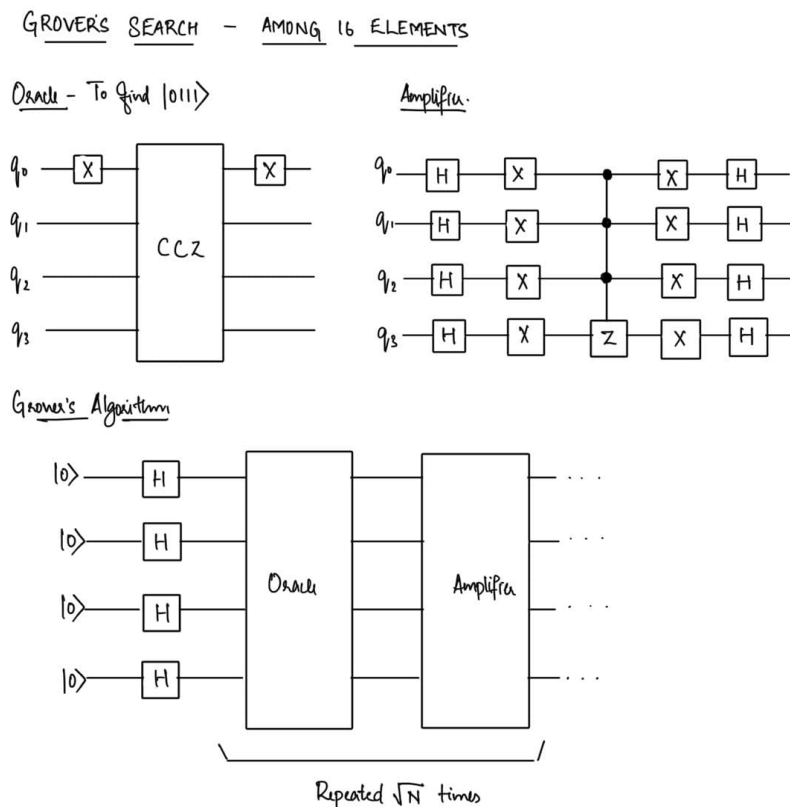 GROVER'S SEARCH - AMONG 16 ELEMENTS
Oracle - To find |0111⟩
Amplifier.
q0 X X
q1
CCZ
q2
q3
q0 H X X H
q1 H X X H
q2 H X X H
q3 H X Z X H
Grover's Algorithm
|0⟩ H ...
|0⟩ H ...
Oracle Amplifier
|0⟩ H ...
|0⟩ H ...
Repeated √N times